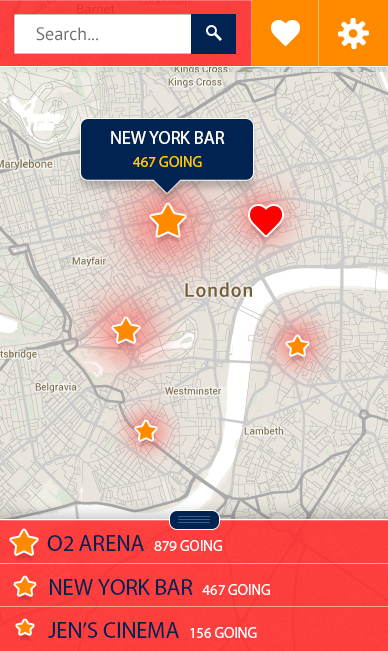 Barnet
Search...
Kings Cross
Kings Cross
Marylebone
NEW YORK BAR
467 GOING
Mayfair
London
tsbridge
Belgravia
Westminster
Lambeth
O2 ARENA 879 GOING
NEW YORK BAR 467 GOING
JEN'S CINEMA 156 GOING